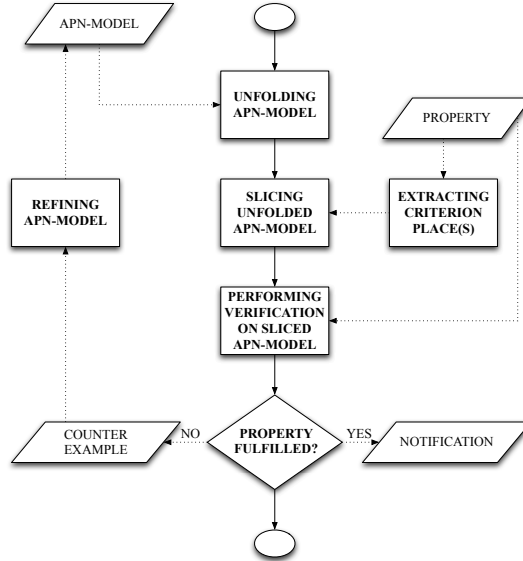 APN-MODEL
UNFOLDING
APN-MODEL
PROPERTY
REFINING
APN-MODEL
SLICING
UNFOLDED
APN-MODEL
EXTRACTING
CRITERION
PLACE(S)
PERFORMING
VERIFICATION
ON SLICED
APN-MODEL
COUNTER
EXAMPLE
NO
PROPERTY
FULFILLED?
YES
NOTIFICATION